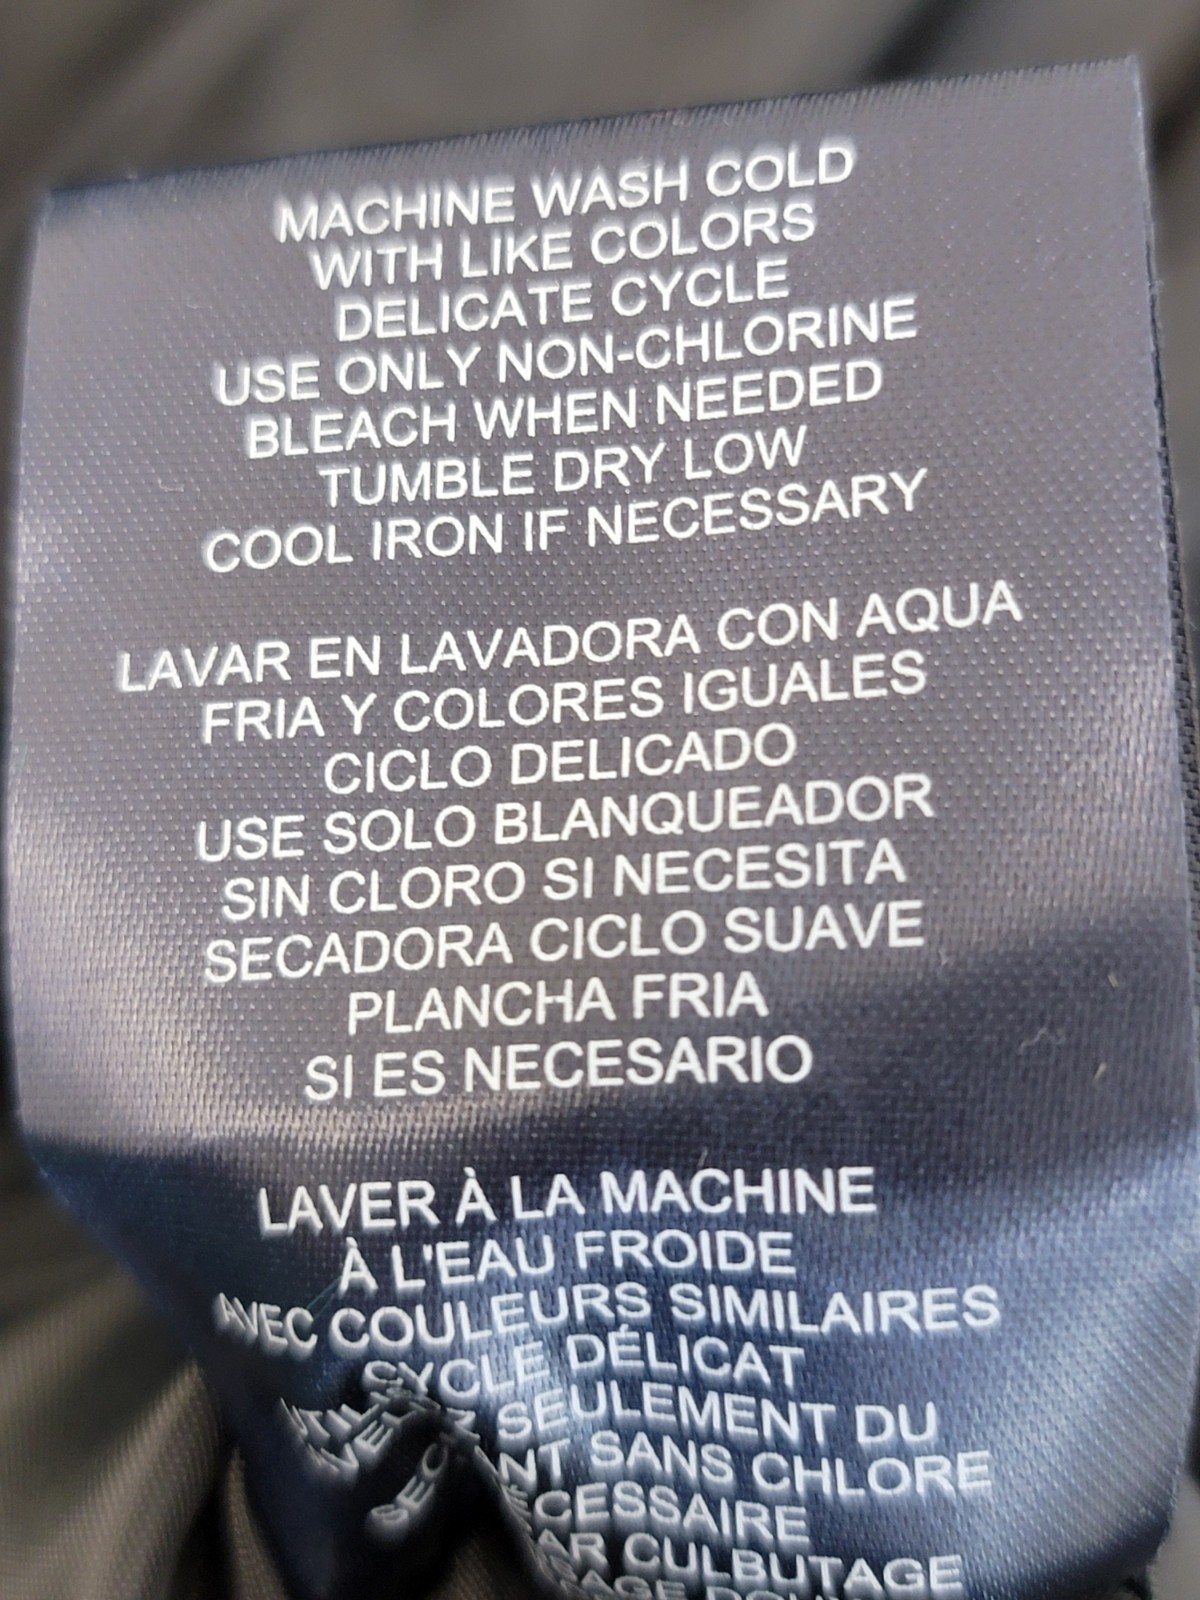 MACHINE WASH COLD
WITH LIKE COLORS
DELICATE CYCLE
USE ONLY NON-CHLORINE
BLEACH WHEN NEEDED
TUMBLE DRY LOW
COOL IRON IF NECESSARY
LAVAR EN LAVADORA CON AQUA
FRIA Y COLORES IGUALES
CICLO DELICADO
USE SOLO BLANQUEADOR
SIN CLORO SI NECESITA
SECADORA CICLO SUAVE
PLANCHA FRIA
SI ES NECESARIO
LAVER À LA MACHINE
À L'EAU FROIDE
AVEC COULEURS SIMILAIRES
CYCLE DÉLICAT
SEULEMENT DU
SANS CHLORE
CULBUTAGE